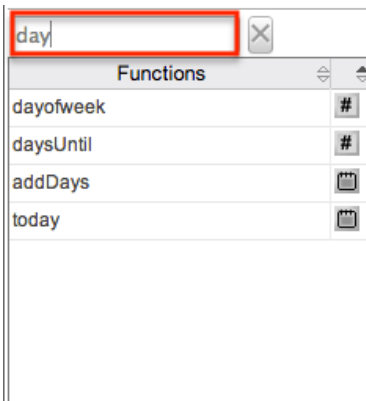 day
Functions
dayofweek #
daysUntil #
addDays
today